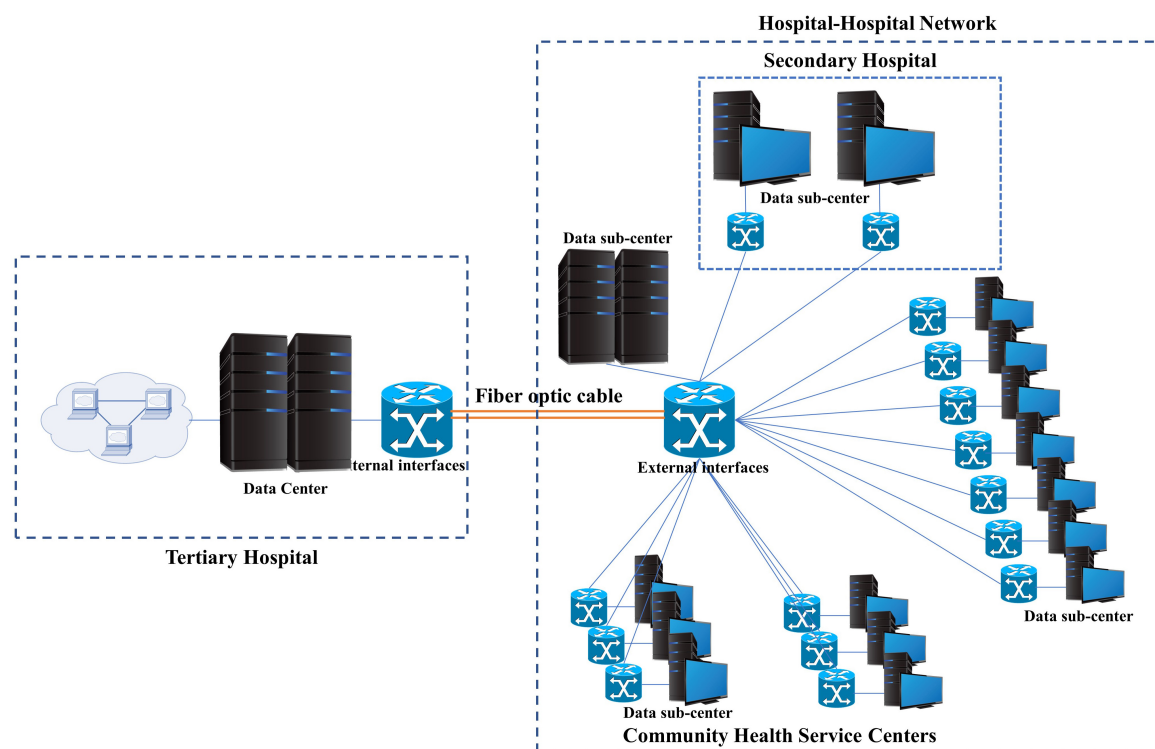 Hospital-Hospital Network
Secondary Hospital
Data sub-center
Data sub-center
Fiber optic cable
ternal interfaces
External interfaces
Data Center
Tertiary Hospital
Data sub-center
Data sub-center
Community Health Service Centers